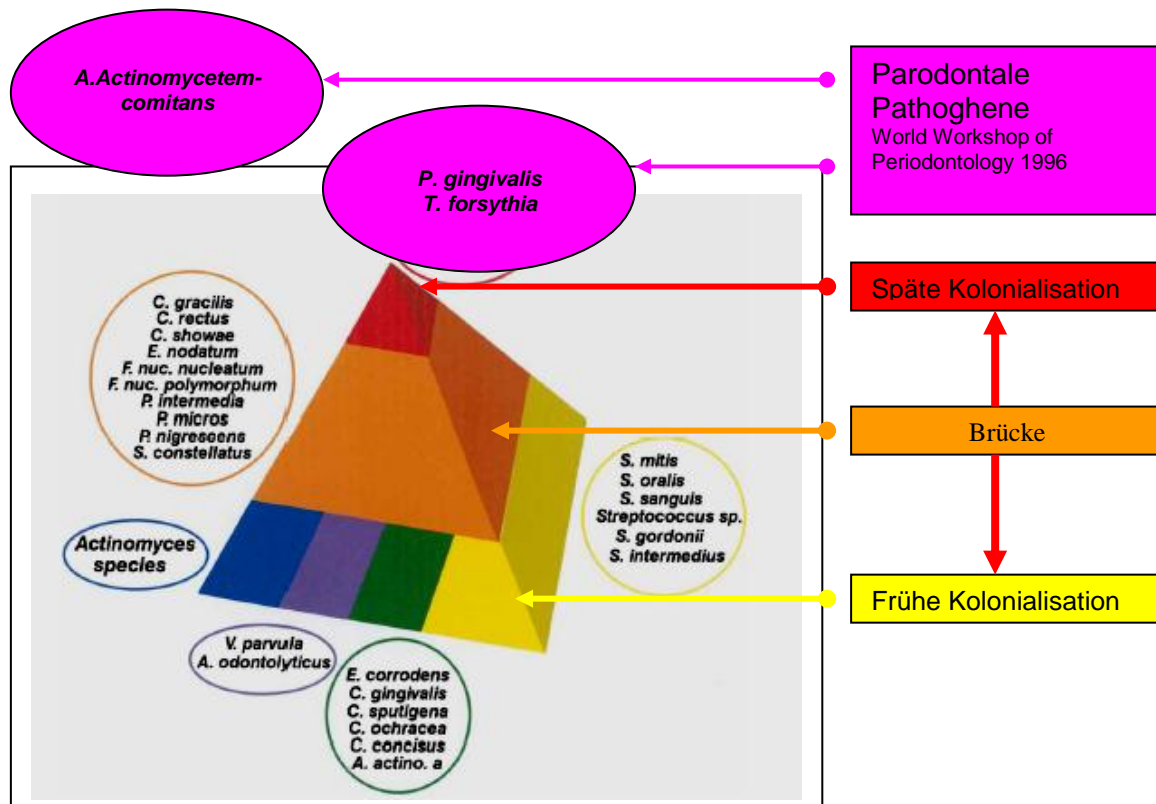 A.Actinomycetem-
comitans
Parodontale
Pathoghene
World Workshop of
Periodontology 1996
P. gingivalis
T. forsythia
Späte Kolonialisation
C. gracilis
C. rectus
C. showae
E. nodatum
F. nuc. nucleatum
F. nuc. polymorphum
P. intermedia
P. micros
P. nigreseens
S. constellatus
Brücke
S. mitis
S. oralis
S. sanguis
Streptococcus sp.
S. gordonii
S. intermedius
Actinomyces
species
Frühe Kolonialisation
V. parvula
A. odontolyticus
E. corrodens
C. gingivalis
C. sputigena
C. ochracea
C. concisus
A. actino. a